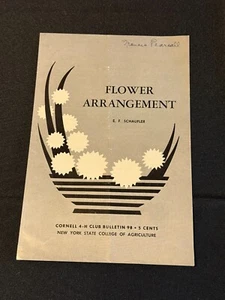 FLOWER
ARRANGEMENT
E. F. SCHAUFLER
CORNELL 4-H CLUB BULLETIN 98 • 5 CENTS
NEW YORK STATE COLLEGE OF AGRICULTURE